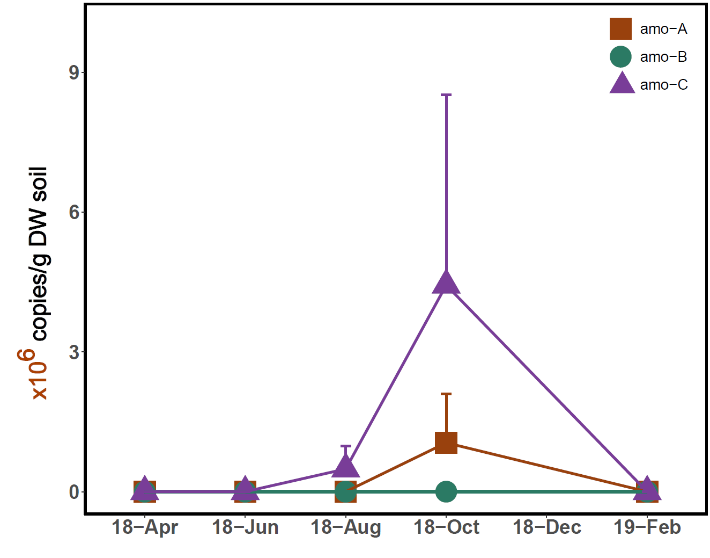 amo−A
amo−B
amo−C
x10^6 copies/g DW soil
9
6
3
0
18−Apr 18−Jun 18−Aug 18−Oct 18−Dec 19−Feb